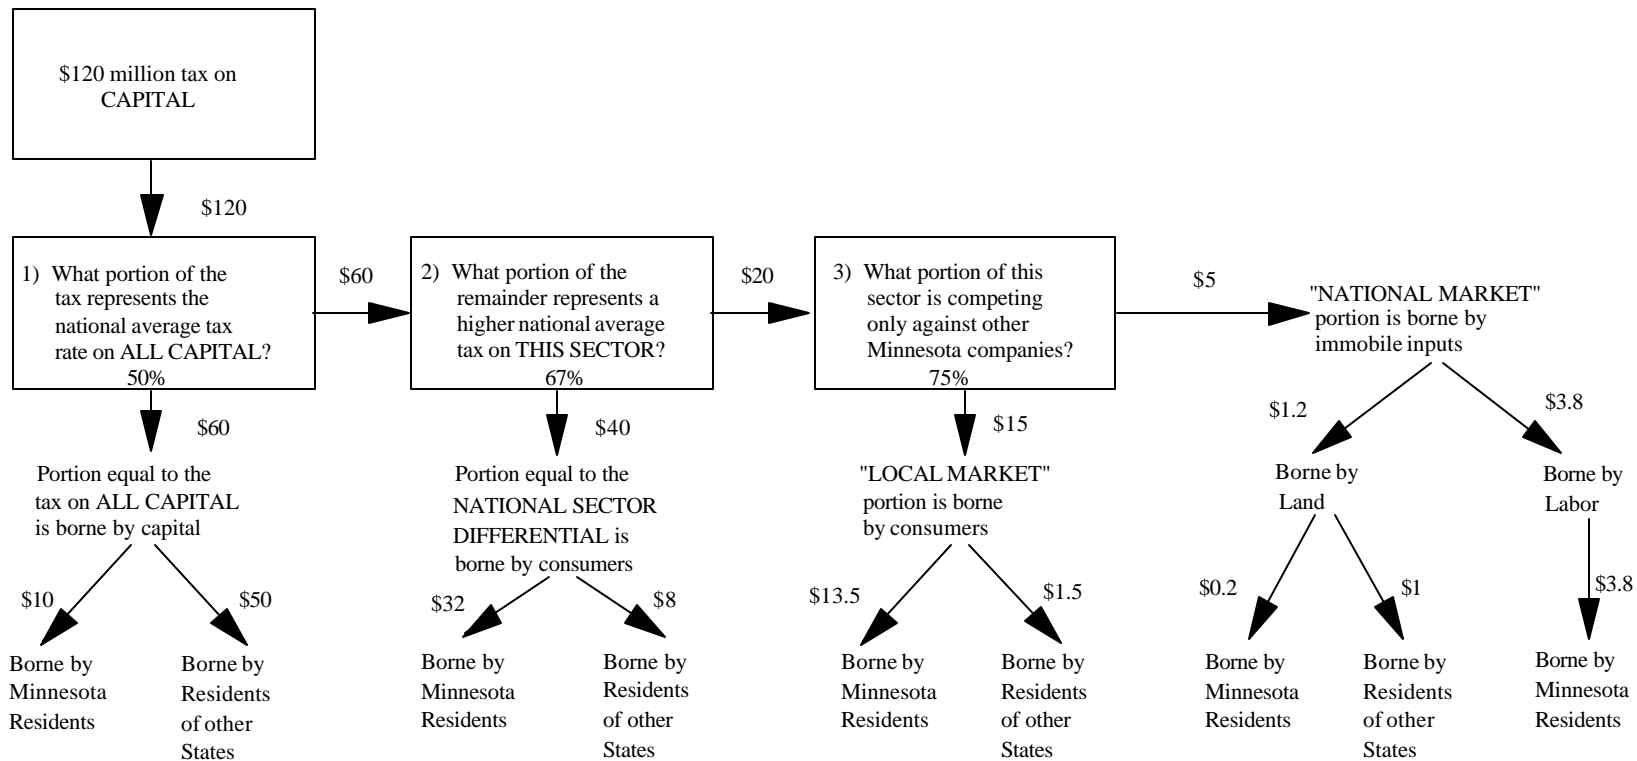 $120 million tax on
CAPITAL
$120
1) What portion of the
tax represents the
national average tax
rate on ALL CAPITAL?
50%
$60
2) What portion of the
remainder represents a
higher national average
tax on THIS SECTOR?
67%
$20
3) What portion of this
sector is competing
only against other
Minnesota companies?
75%
$5
"NATIONAL MARKET"
portion is borne by
immobile inputs
$60
Portion equal to the
tax on ALL CAPITAL
is borne by capital
$40
Portion equal to the
NATIONAL SECTOR
DIFFERENTIAL is
borne by consumers
$15
"LOCAL MARKET"
portion is borne
by consumers
$1.2
Borne by
Land
$3.8
Borne by
Labor
$10
Borne by
Minnesota
Residents
$50
Borne by
Residents
of other
States
$32
Borne by
Minnesota
Residents
$8
Borne by
Residents
of other
States
$13.5
Borne by
Minnesota
Residents
$1.5
Borne by
Residents
of other
States
$0.2
Borne by
Minnesota
Residents
$1
Borne by
Residents
of other
States
$3.8
Borne by
Minnesota
Residents